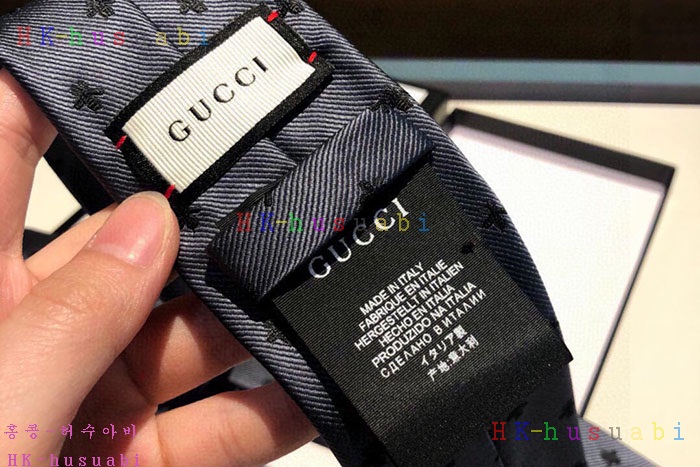 HK-husuabi
GUCCI
HK-husuabi
GUCCI
MADE IN ITALY
FABRIQUE EN ITALIE
HERGESTELLT IN ITALIEN
HECHO EN ITALIA
PRODUZIDO NA ITALIA
СДЕЛАНО В ИТАЛИИ
イタリア製
产地:意大利
홍콩-허수아비
HK-husuabi
HK husuabi